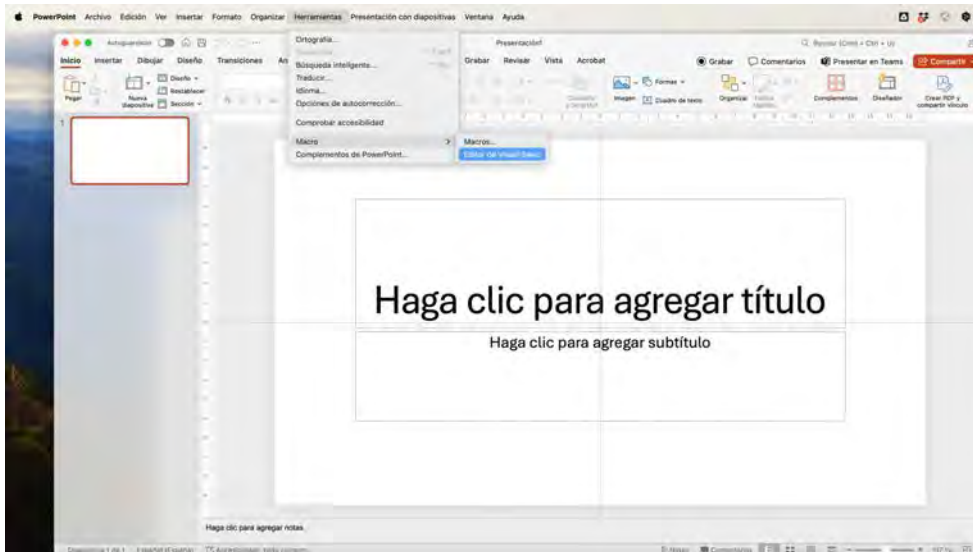 PowerPoint Archivo Edición Ver Insertar Formato Organizar Herramientas Presentación con diapositivas Ventana Ayuda
Autoguardado
Presentación1
Inicio Insertar Dibujar Diseño Transiciones An
Grabar Revisar Vista Acrobat
Grabar Comentarios Presentar en Teams Compartir
Ortografía...
Búsqueda inteligente...
Traducir...
Idioma...
Opciones de autocorrección...
Comprobar accesibilidad
Macro
Complementos de PowerPoint...
Macros...
Editor de Visual Basic
Pegar
Nueva diapositiva
Diseño
Restablecer
Sección
Imagen
Formas
Cuadro de texto
Organizar
Complementos
Diseñador
Crear PDF y compartir vínculo
1
Haga clic para agregar título
Haga clic para agregar subtítulo
Haga clic para agregar notas
Notas Comentarios